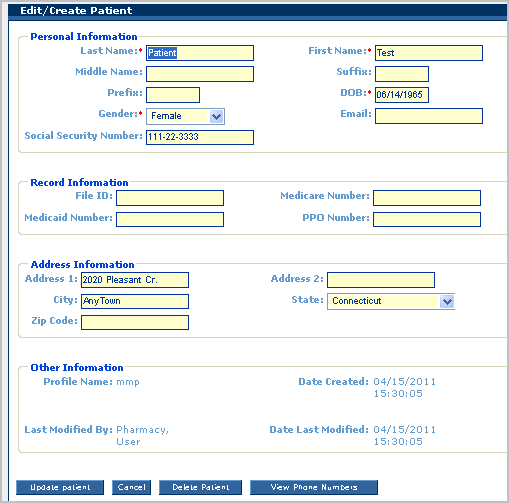 Edit/Create Patient
Personal Information
Last Name:* Patient First Name:* Test
Middle Name: Suffix:
Prefix: DOB:* 06/14/1965
Gender:* Female Email:
Social Security Number: 111-22-3333
Record Information
File ID: Medicare Number:
Medicaid Number: PPO Number:
Address Information
Address 1: 2020 Pleasant Cr. Address 2:
City: AnyTown State: Connecticut
Zip Code:
Other Information
Profile Name: mmp Date Created: 04/15/2011
15:30:05
Last Modified By: Pharmacy, Date Last Modified: 04/15/2011
User 15:30:05
Update patient Cancel Delete Patient View Phone Numbers